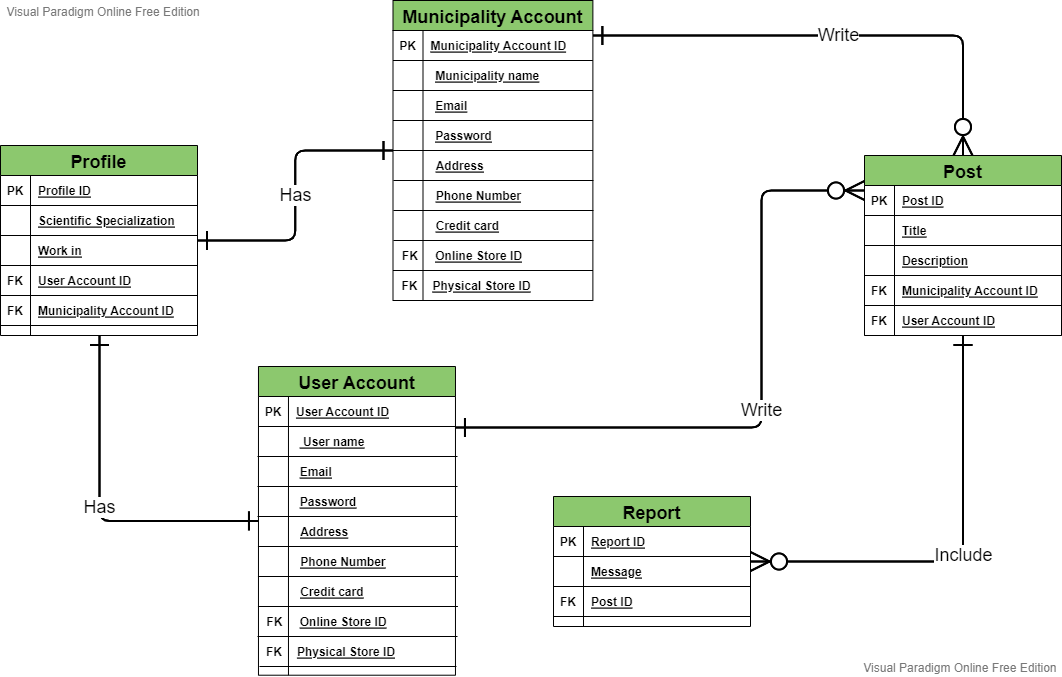 Visual Paradigm Online Free Edition
Municipality Account
PK Municipality Account ID
Municipality name
Email
Password
Address
Phone Number
Credit card
FK Online Store ID
FK Physical Store ID
Write
Has
Profile
PK Profile ID
Scientific Specialization
Work in
FK User Account ID
FK Municipality Account ID
Post
PK Post ID
Title
Description
FK Municipality Account ID
FK User Account ID
Write
Has
User Account
PK User Account ID
User name
Email
Password
Address
Phone Number
Credit card
FK Online Store ID
FK Physical Store ID
Report
PK Report ID
Message
FK Post ID
Include
Visual Paradigm Online Free Edition